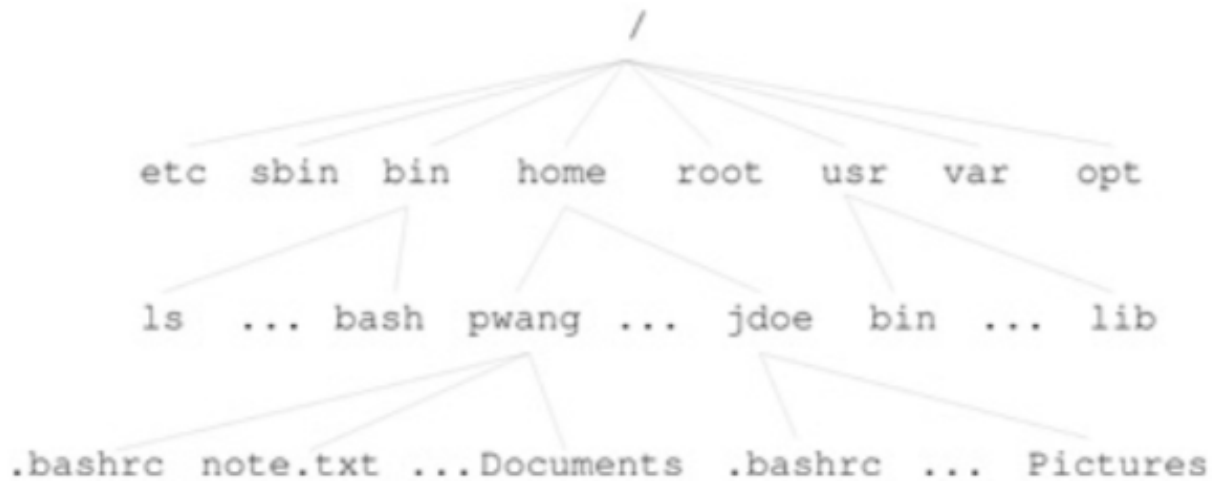 /
etc sbin bin home root usr var opt
ls ... bash pwang ... jdoe bin ... lib
.bashrc note.txt ...Documents .bashrc ... Pictures